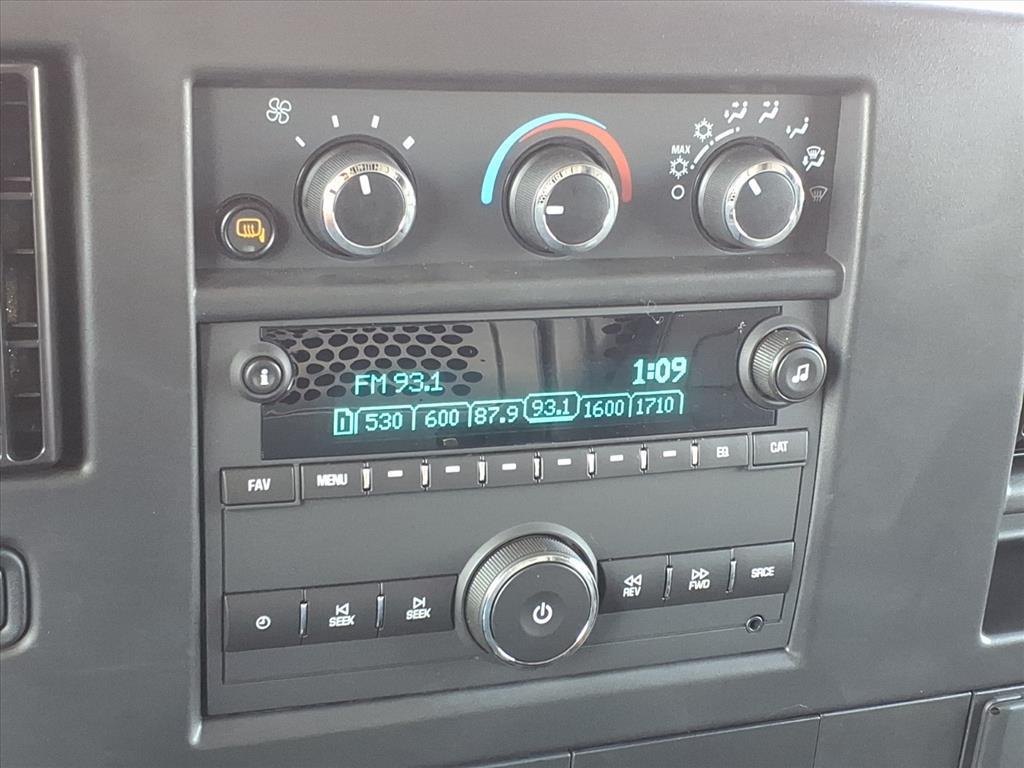 MAX
i
FM 93.1 1:09
1 530 600 87.9 93.1 1600 1710
FAV MENU EQ CAT
SEEK SEEK REV FWD SRCE